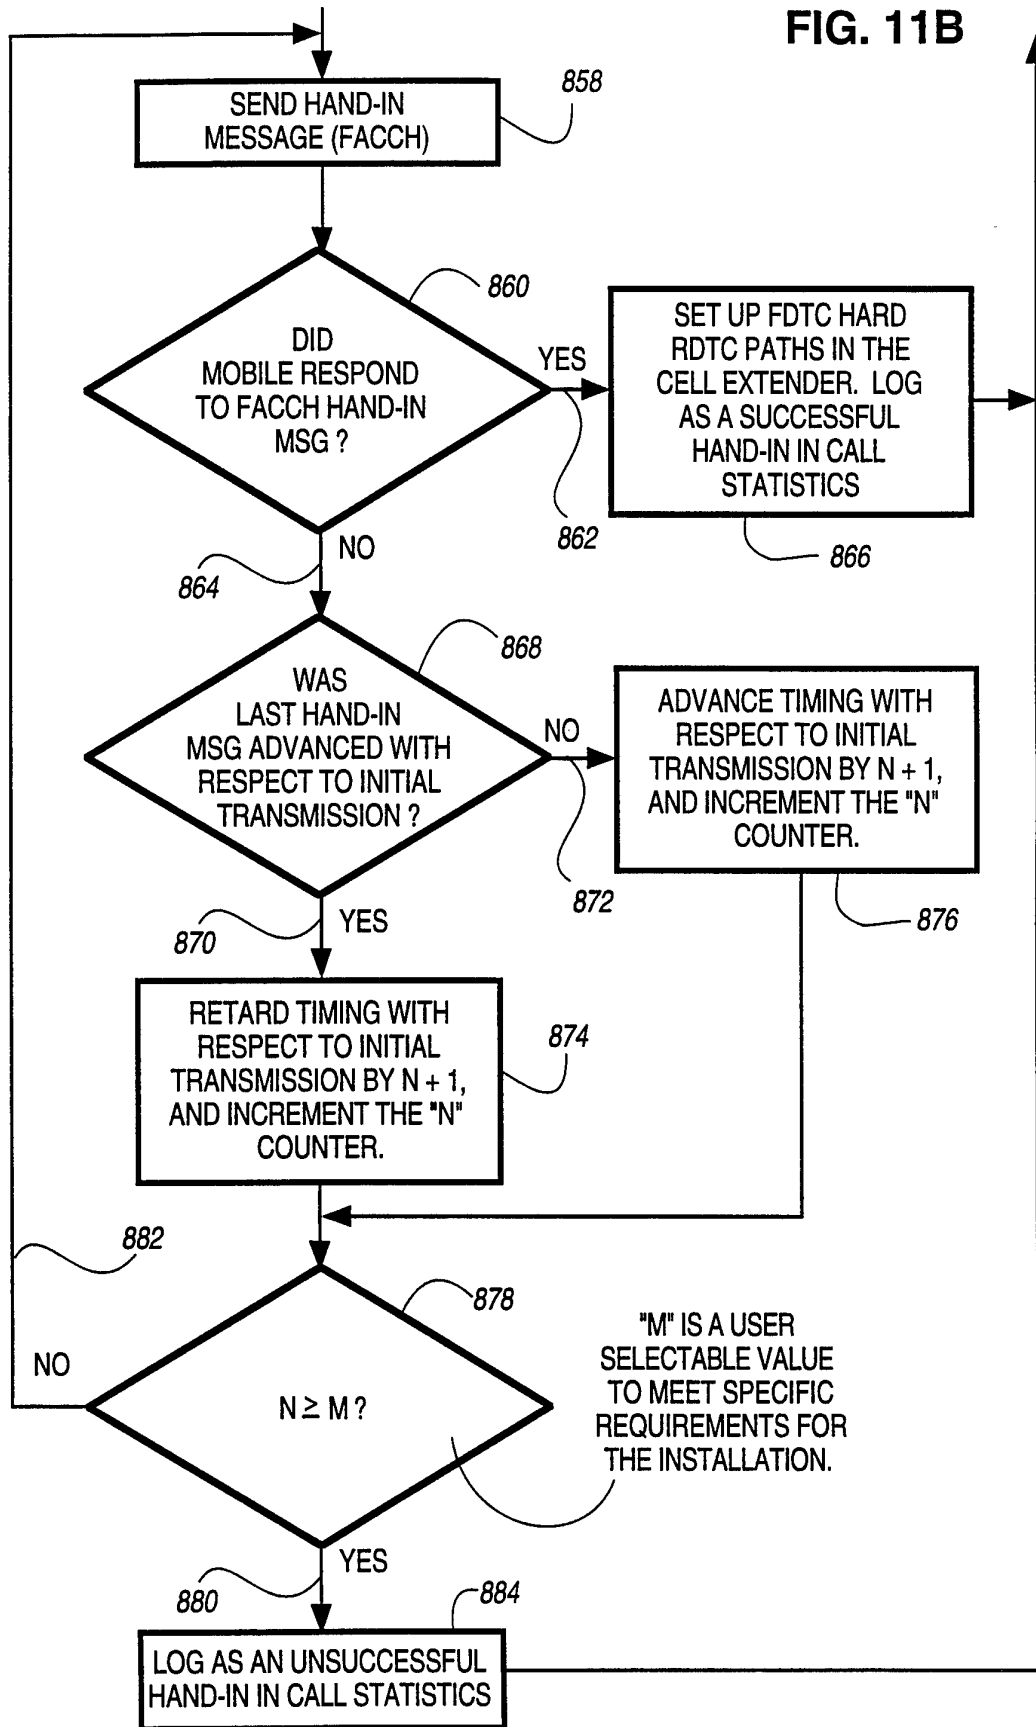 FIG. 11B
SEND HAND-IN
MESSAGE (FACCH)
858
860
DID
MOBILE RESPOND
TO FACCH HAND-IN
MSG ?
YES
862
SET UP FDTC HARD
RDTC PATHS IN THE
CELL EXTENDER. LOG
AS A SUCCESSFUL
HAND-IN IN CALL
STATISTICS
866
NO
864
868
WAS
LAST HAND-IN
MSG ADVANCED WITH
RESPECT TO INITIAL
TRANSMISSION ?
NO
872
ADVANCE TIMING WITH
RESPECT TO INITIAL
TRANSMISSION BY N + 1,
AND INCREMENT THE "N"
COUNTER.
876
YES
870
RETARD TIMING WITH
RESPECT TO INITIAL
TRANSMISSION BY N + 1,
AND INCREMENT THE "N"
COUNTER.
874
882
878
NO
N ≥ M ?
"M" IS A USER
SELECTABLE VALUE
TO MEET SPECIFIC
REQUIREMENTS FOR
THE INSTALLATION.
YES
880
884
LOG AS AN UNSUCCESSFUL
HAND-IN IN CALL STATISTICS